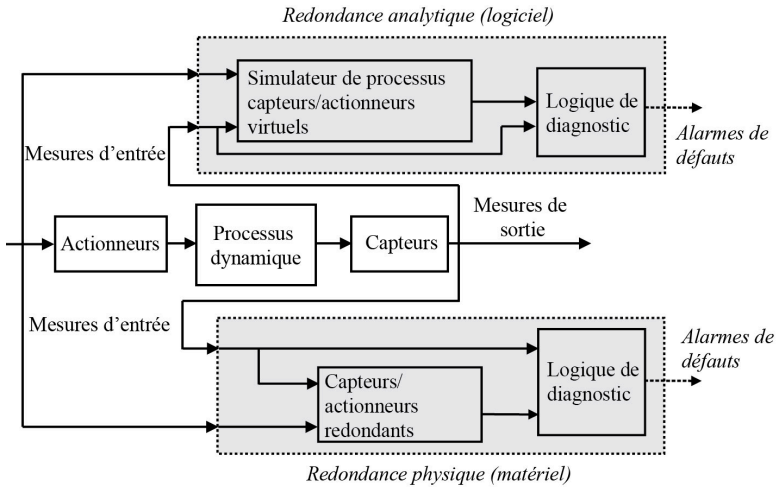 Redondance analytique (logiciel)
Simulateur de processus
capteurs/actionneurs
virtuels
Logique de
diagnostic
Alarmes de
défauts
Mesures d’entrée
Mesures de
sortie
Actionneurs
Processus
dynamique
Capteurs
Mesures d’entrée
Alarmes de
défauts
Logique de
diagnostic
Capteurs/
actionneurs
redondants
Redondance physique (matériel)